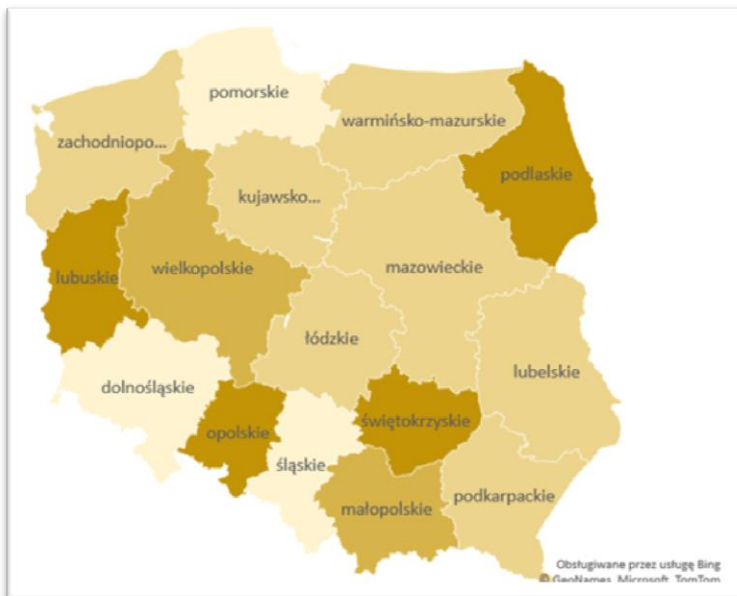 pomorskie
warmińsko-mazurskie
zachodniopo...
podlaskie
kujawsko...
wielkopolskie
mazowieckie
lubuskie
łódzkie
lubelskie
dolnośląskie
świętokrzyskie
opolskie
śląskie
podkarpackie
małopolskie
Obsługiwane przez usługę Bing
© GeoNames, Microsoft, TomTom